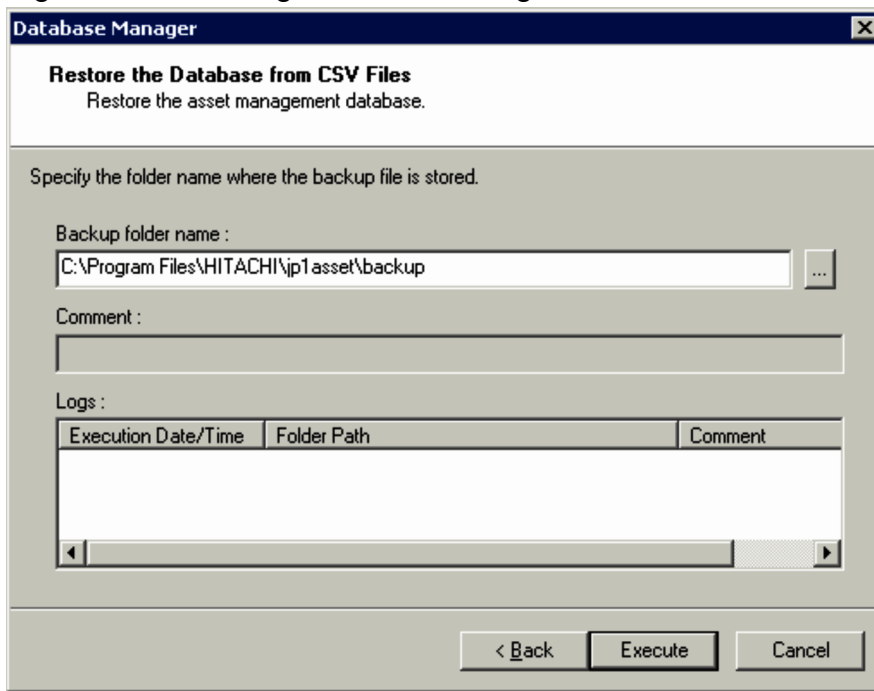 Database Manager
Restore the Database from CSV Files
Restore the asset management database.
Specify the folder name where the backup file is stored.
Backup folder name :
C:\Program Files\HITACHI\jp1asset\backup
...
Comment :
Logs :
Execution Date/Time Folder Path Comment
< Back Execute Cancel